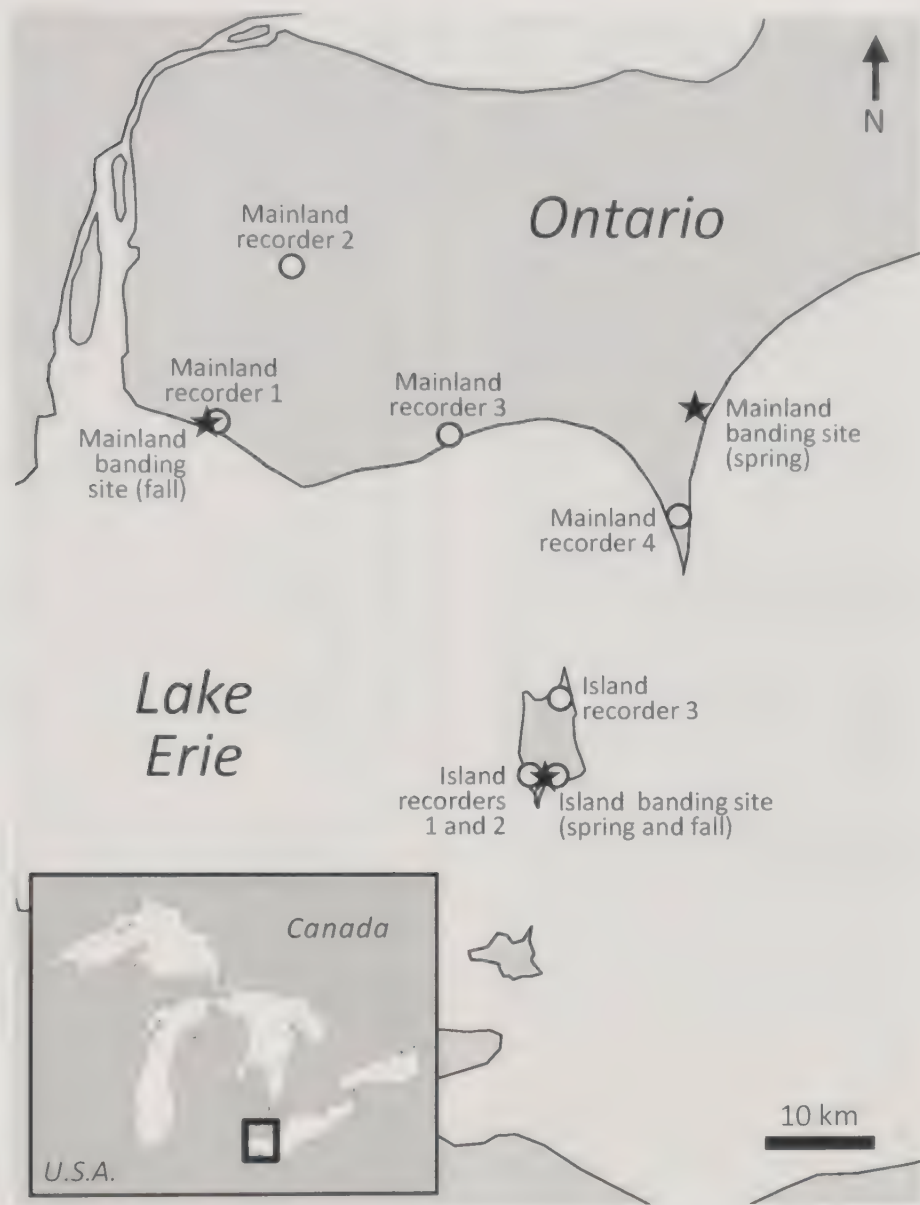 N
Ontario
Mainland
recorder 2
Mainland
recorder 1
Mainland
recorder 3
Mainland
banding
site (fall)
Mainland
banding site
(spring)
Mainland
recorder 4
Lake
Erie
Island
recorder 3
Island
recorders
1 and 2
Island banding site
(spring and fall)
Canada
U.S.A.
10 km